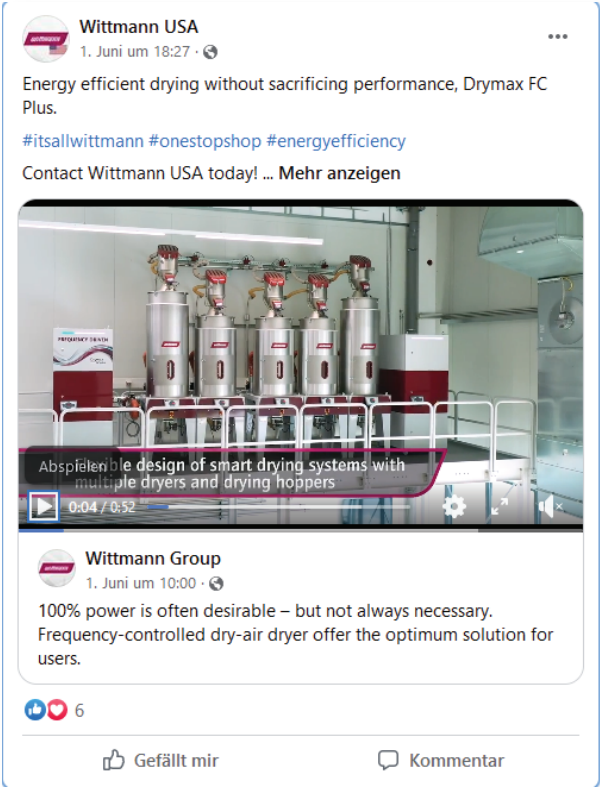 Wittmann USA
1. Juni um 18:27 ·
Energy efficient drying without sacrificing performance, Drymax FC
Plus.
#itsallwittmann #onestopshop #energyefficiency
Contact Wittmann USA today! ... Mehr anzeigen
FREQUENCY DRIVEN
Abspielen
design of smart drying systems with
multiple dryers and drying hoppers
0:04 / 0:52
Wittmann Group
1. Juni um 10:00 ·
100% power is often desirable – but not always necessary.
Frequency-controlled dry-air dryer offer the optimum solution for
users.
6
Gefällt mir
Kommentar